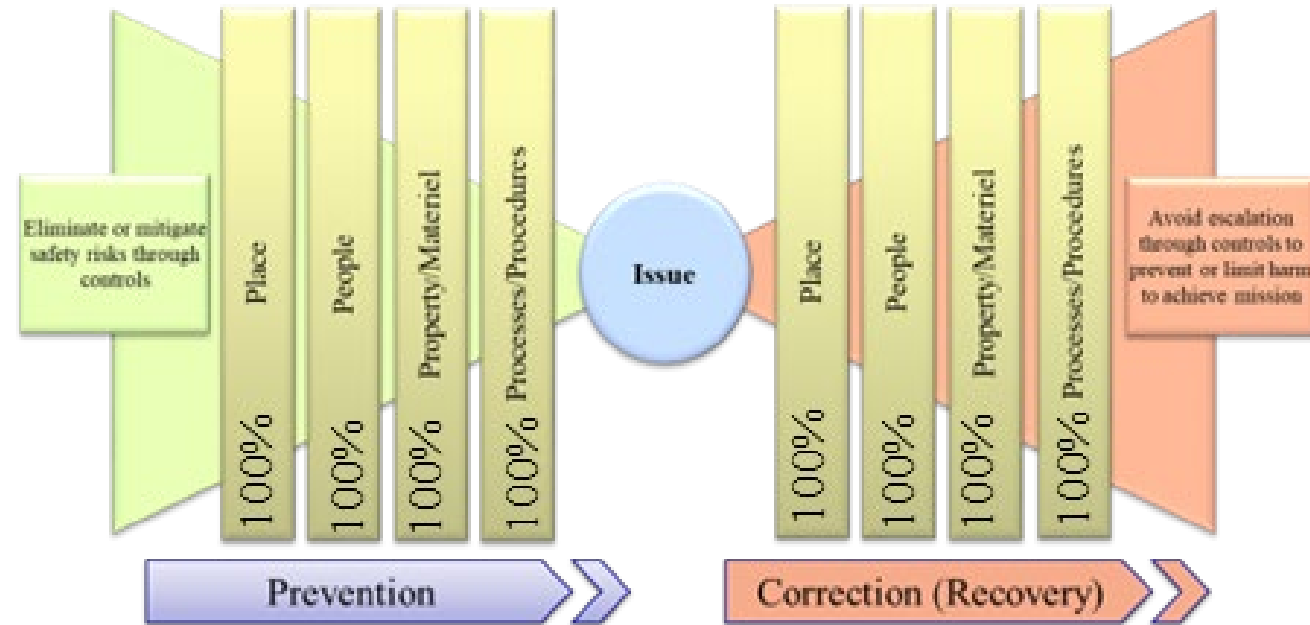 Eliminate or mitigate
safety risks through
controls
100% Place
100% People
100% Property/Materiel
100% Processes/Procedures
Issue
100% Place
100% People
100% Property/Materiel
100% Processes/Procedures
Avoid escalation
through controls to
prevent or limit harm
to achieve mission
Prevention
Correction (Recovery)